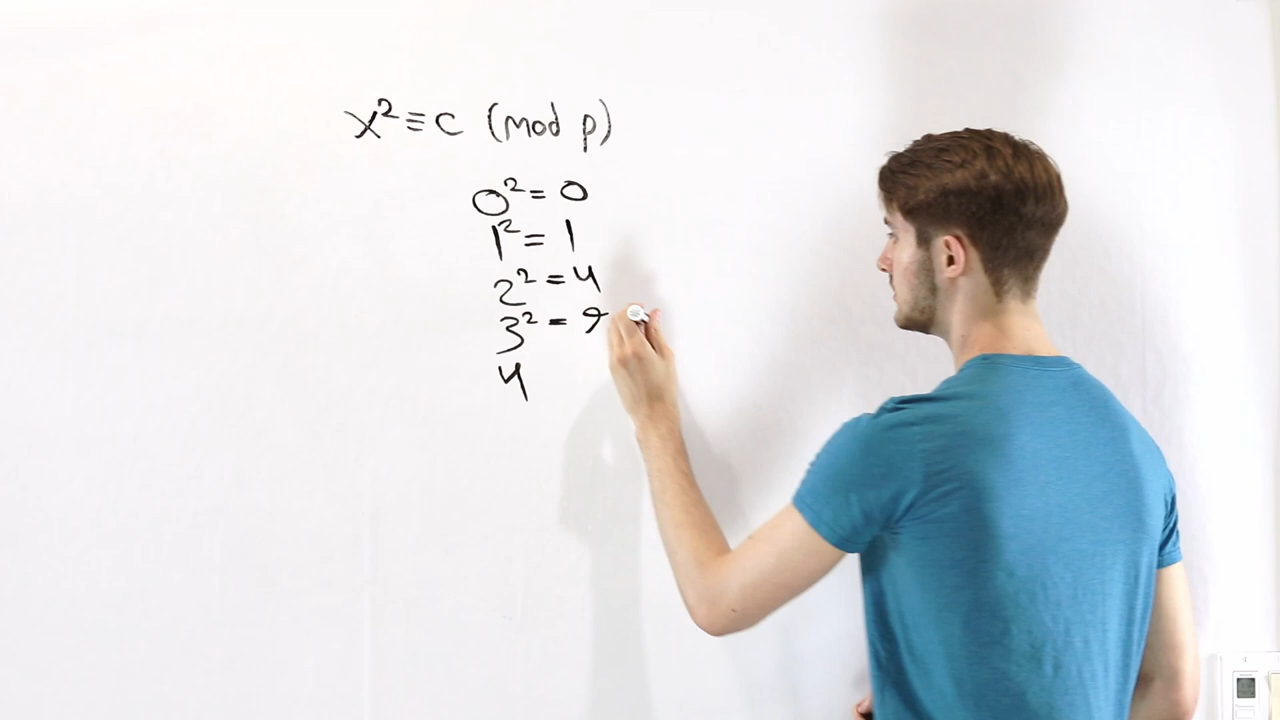 x² ≡ c (mod p)
0² = 0
1² = 1
2² = 4
3² = 9
4